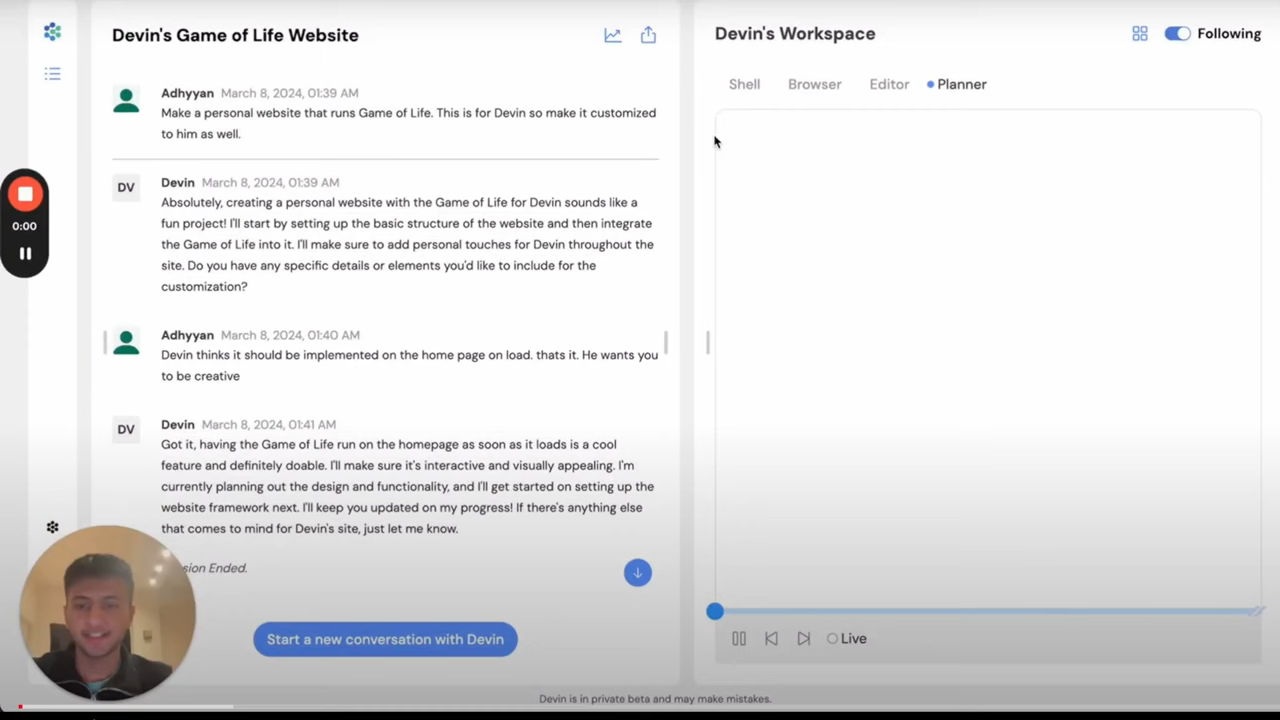 Devin's Game of Life Website
Adhyyan March 8, 2024, 01:39 AM
Make a personal website that runs Game of Life. This is for Devin so make it customized
to him as well.
DV
Devin March 8, 2024, 01:39 AM
Absolutely, creating a personal website with the Game of Life for Devin sounds like a
fun project! I'll start by setting up the basic structure of the website and then integrate
the Game of Life into it. I'll make sure to add personal touches for Devin throughout the
site. Do you have any specific details or elements you'd like to include for the
customization?
0:00
Adhyyan March 8, 2024, 01:40 AM
Devin thinks it should be implemented on the home page on load. thats it. He wants you
to be creative
DV
Devin March 8, 2024, 01:41 AM
Got it, having the Game of Life run on the homepage as soon as it loads is a cool
feature and definitely doable. I'll make sure it's interactive and visually appealing. I'm
currently planning out the design and functionality, and I'll get started on setting up the
website framework next. I'll keep you updated on my progress! If there's anything else
that comes to mind for Devin's site, just let me know.
sion Ended.
Start a new conversation with Devin
Devin's Workspace
Following
Shell Browser Editor Planner
Live
Devin is in private beta and may make mistakes.